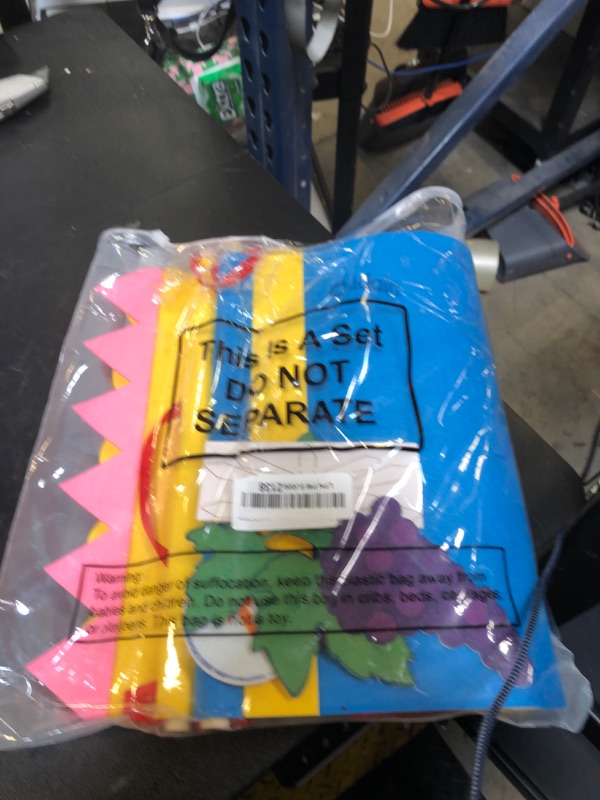 This is A Set
DO NOT
SEPARATE
Warning:
To avoid danger of suffocation, keep this plastic bag away from
babies and children. Do not use this bag in cribs, beds, carriages
or playpens. This bag is not a toy.